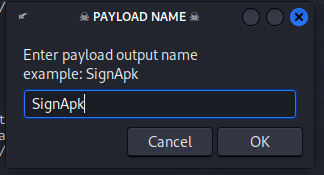 ☠ PAYLOAD NAME ☠
Enter payload output name
example: SignApk
SignApk
Cancel
OK